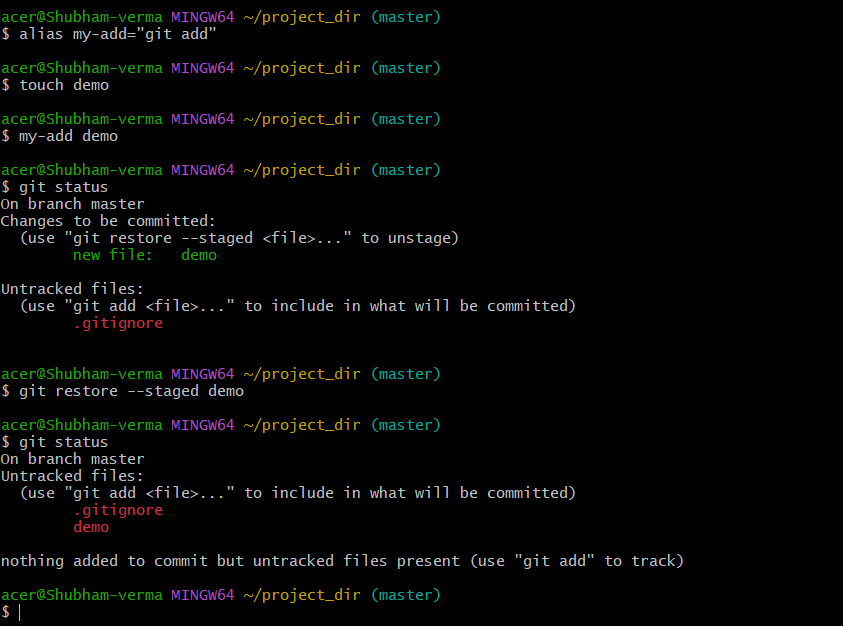 acer@Shubham-verma MINGW64 ~/project_dir (master)
$ alias my-add="git add"
acer@Shubham-verma MINGW64 ~/project_dir (master)
$ touch demo
acer@Shubham-verma MINGW64 ~/project_dir (master)
$ my-add demo
acer@Shubham-verma MINGW64 ~/project_dir (master)
$ git status
On branch master
Changes to be committed:
  (use "git restore --staged <file>..." to unstage)
        new file:   demo
Untracked files:
  (use "git add <file>..." to include in what will be committed)
        .gitignore
acer@Shubham-verma MINGW64 ~/project_dir (master)
$ git restore --staged demo
acer@Shubham-verma MINGW64 ~/project_dir (master)
$ git status
On branch master
Untracked files:
  (use "git add <file>..." to include in what will be committed)
        .gitignore
        demo
nothing added to commit but untracked files present (use "git add" to track)
acer@Shubham-verma MINGW64 ~/project_dir (master)
$